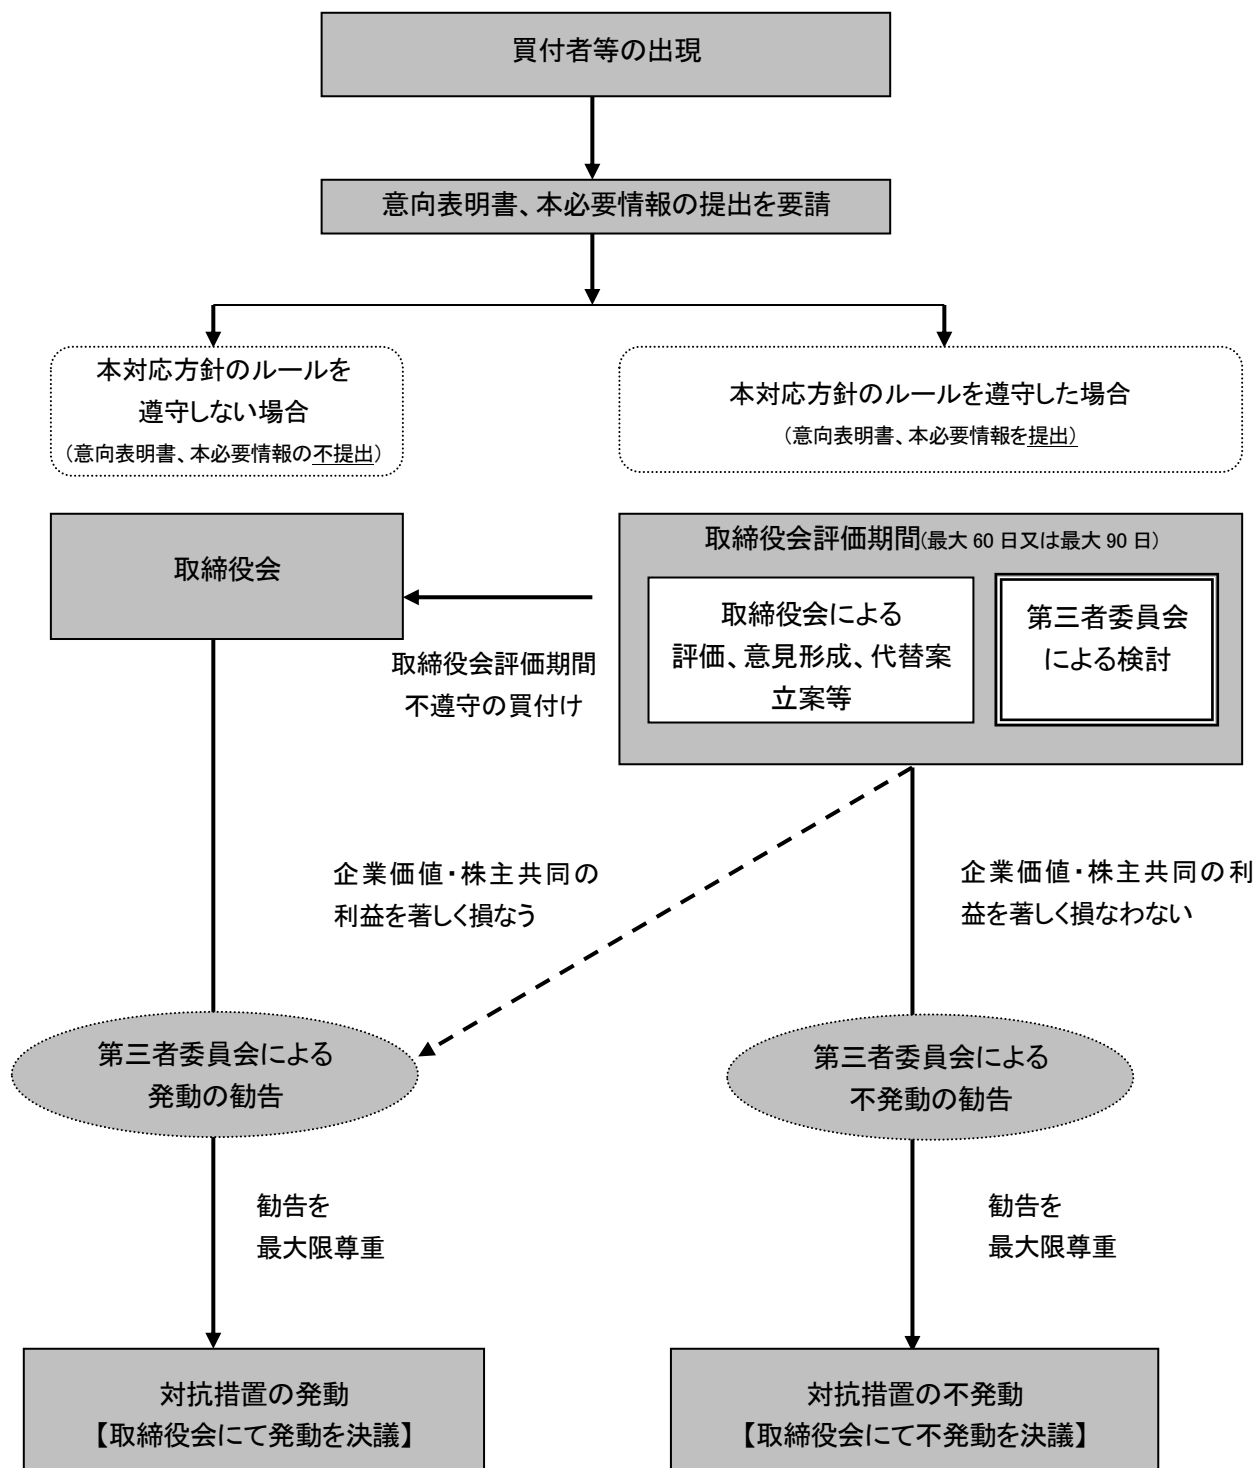 買付者等の出現
意向表明書、本必要情報の提出を要請
本対応方針のルールを
遵守しない場合
(意向表明書、本必要情報の不提出)
本対応方針のルールを遵守した場合
(意向表明書、本必要情報を提出)
取締役会
取締役会評価期間(最大 60 日又は最大 90 日)
取締役会による
評価、意見形成、代替案
立案等
第三者委員会
による検討
取締役会評価期間
不遵守の買付け
企業価値・株主共同の
利益を著しく損なう
企業価値・株主共同の利
益を著しく損なわない
第三者委員会による
発動の勧告
第三者委員会による
不発動の勧告
勧告を
最大限尊重
勧告を
最大限尊重
対抗措置の発動
【取締役会にて発動を決議】
対抗措置の不発動
【取締役会にて不発動を決議】